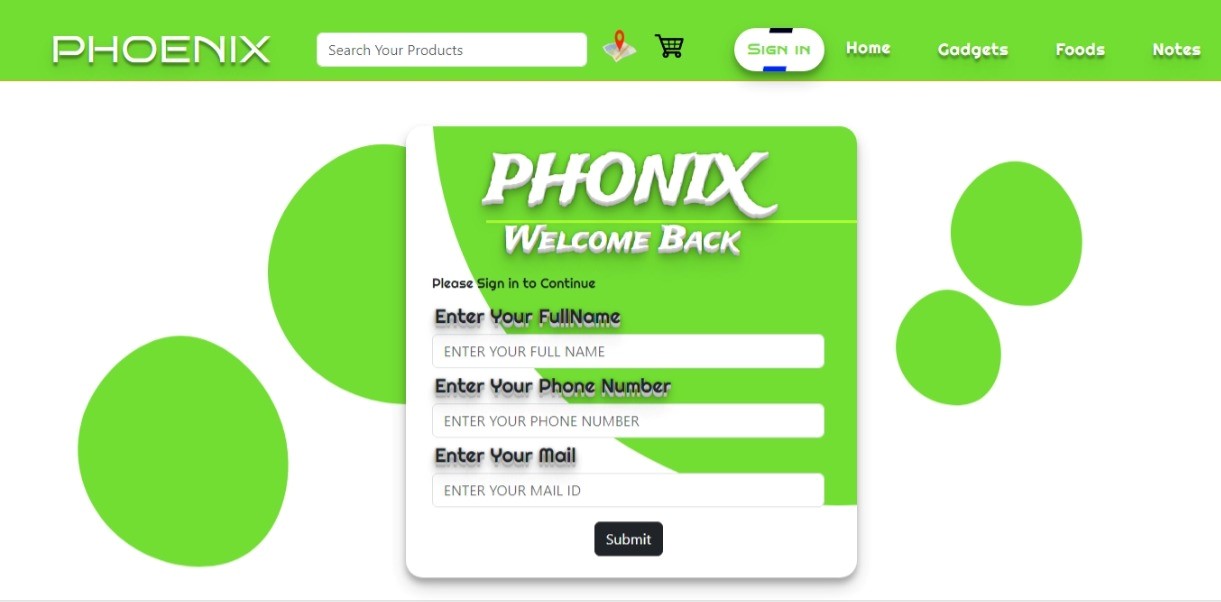 PHOENIX Search Your Products SIGN IN Home Gadgets Foods Notes
PHONIX
WELCOME BACK
Please Sign in to Continue
Enter Your FullName
ENTER YOUR FULL NAME
Enter Your Phone Number
ENTER YOUR PHONE NUMBER
Enter Your Mail
ENTER YOUR MAIL ID
Submit